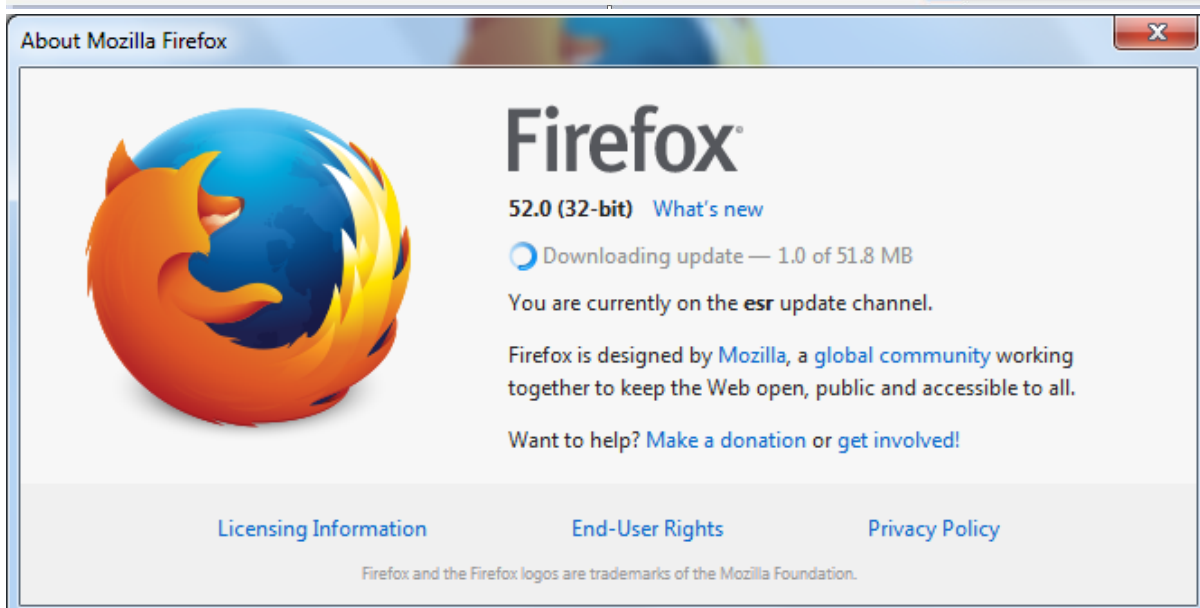 About Mozilla Firefox
Firefox
52.0 (32-bit) What's new
Downloading update — 1.0 of 51.8 MB
You are currently on the esr update channel.
Firefox is designed by Mozilla, a global community working
together to keep the Web open, public and accessible to all.
Want to help? Make a donation or get involved!
Licensing Information End-User Rights Privacy Policy
Firefox and the Firefox logos are trademarks of the Mozilla Foundation.